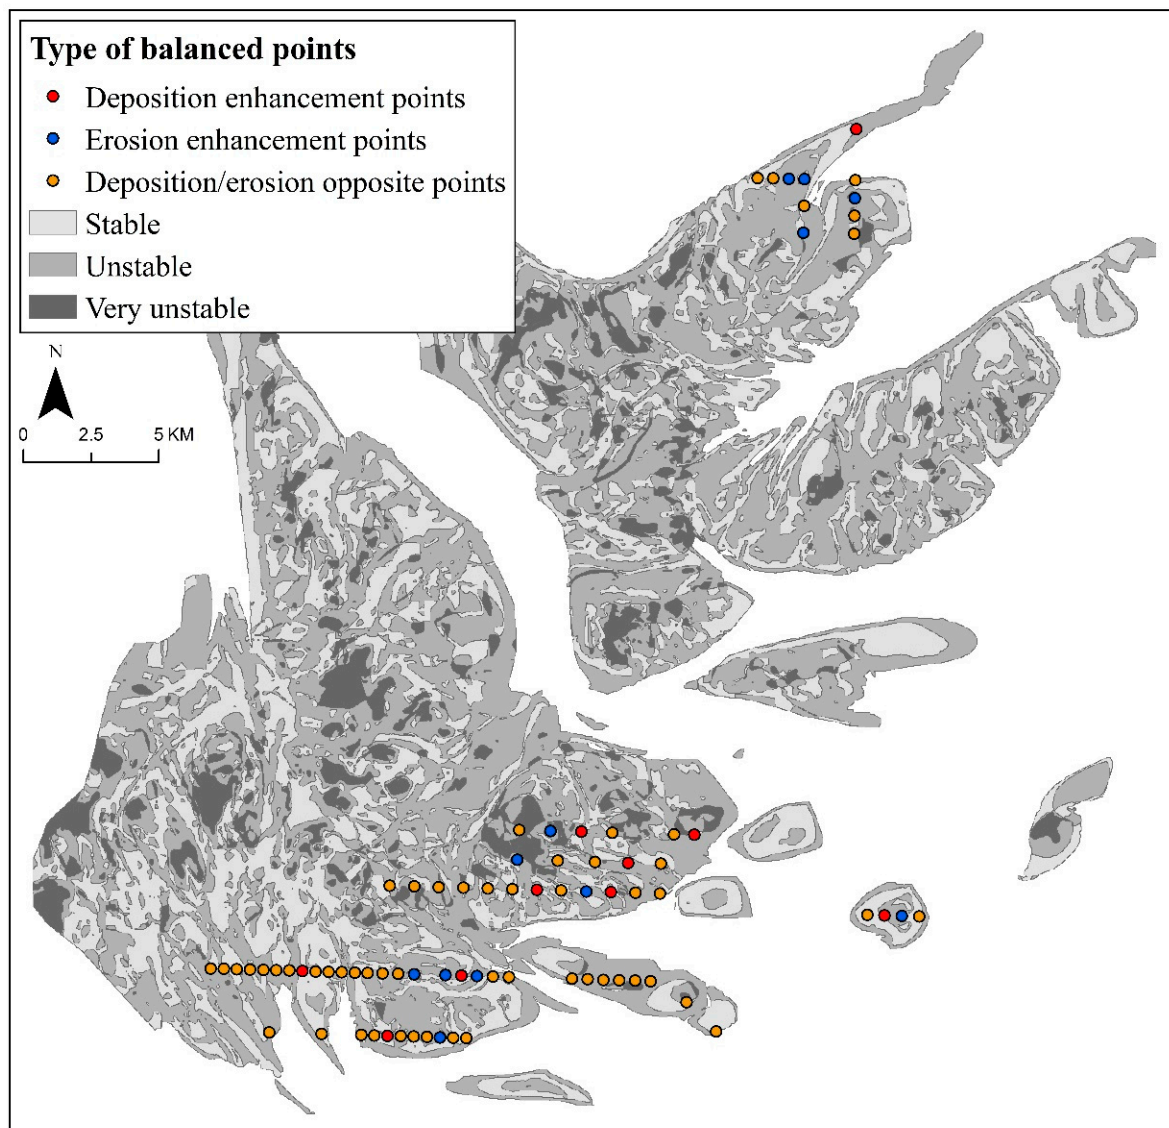 Type of balanced points
Deposition enhancement points
Erosion enhancement points
Deposition/erosion opposite points
Stable
Unstable
Very unstable
N
0 2.5 5 KM